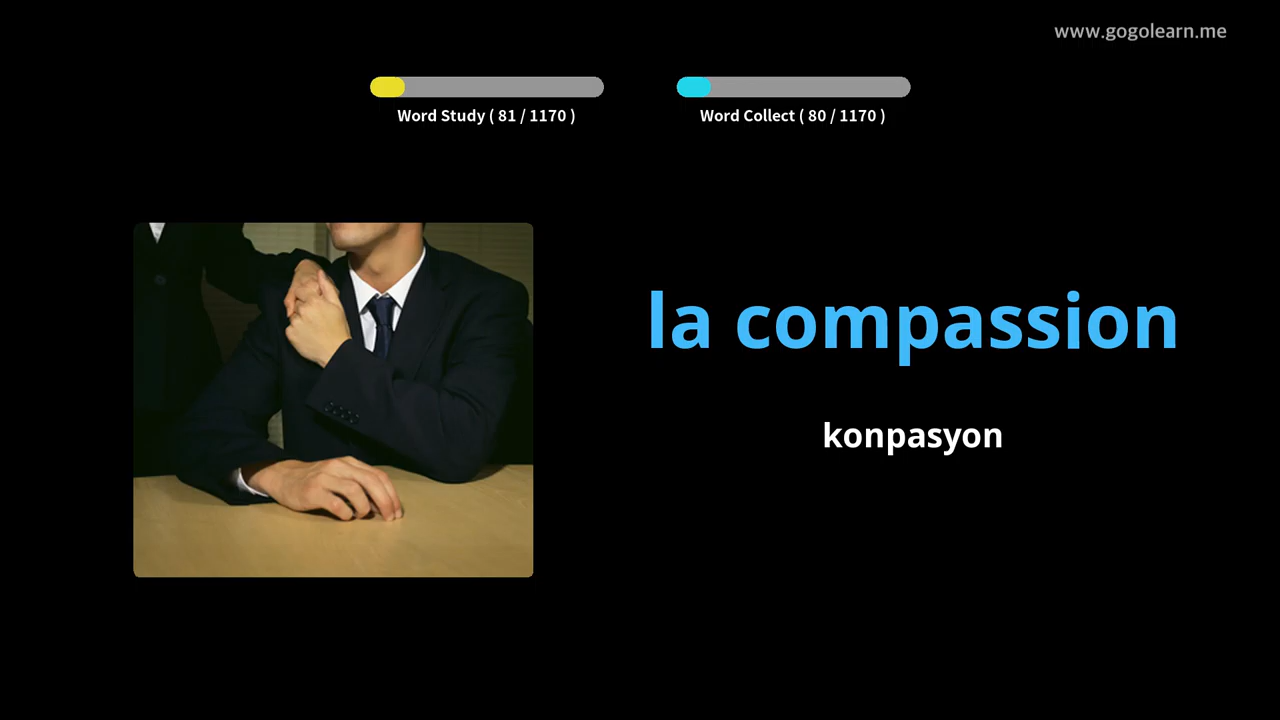 www.gogolearn.me
Word Study ( 81 / 1170 )
Word Collect ( 80 / 1170 )
la compassion
konpasyon